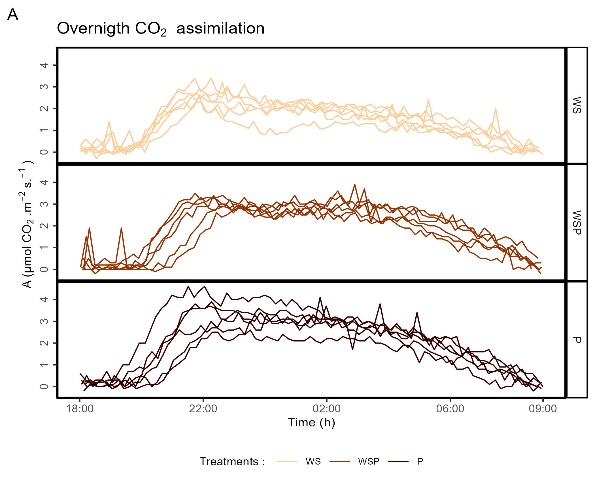 A
Overnigth CO₂ assimilation
4
3
2
1
0
WS
4
3
2
1
0
WSP
4
3
2
1
0
P
A (μmol CO₂ .m⁻² s.⁻¹ )
18:00 22:00 02:00 06:00 09:00
Time (h)
Treatments : WS WSP P